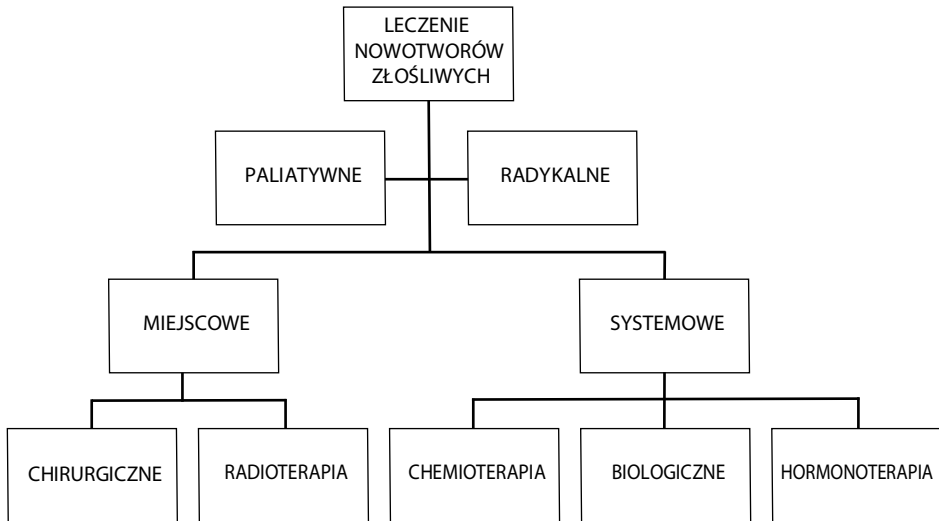 LECZENIE
NOWOTWORÓW
ZŁOŚLIWYCH
PALIATYWNE
RADYKALNE
MIEJSCOWE
SYSTEMOWE
CHIRURGICZNE
RADIOTERAPIA
CHEMIOTERAPIA
BIOLOGICZNE
HORMONOTERAPIA